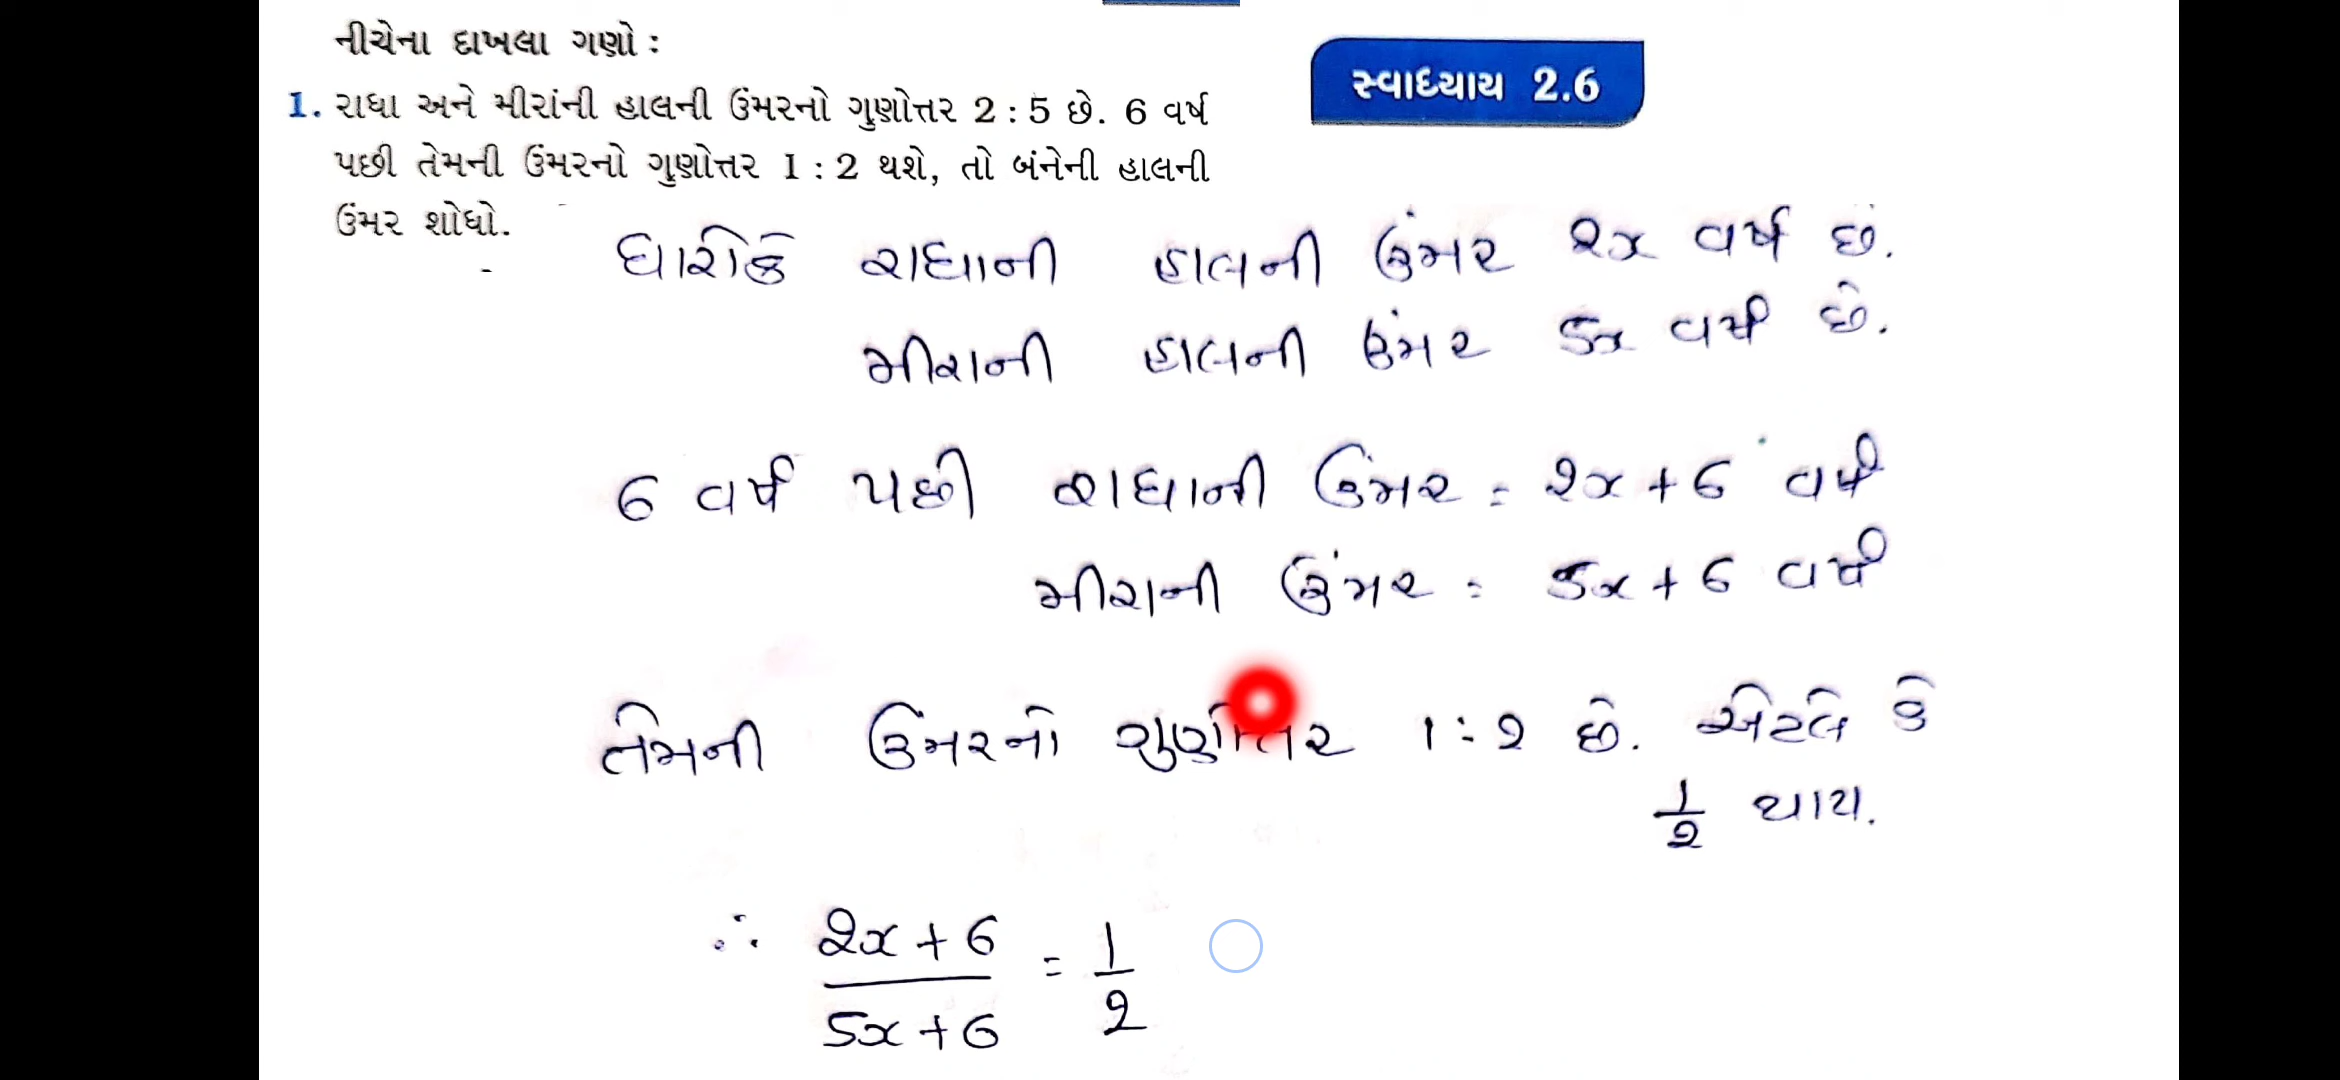 નીચેના દાખલા ગણો :
સ્વાધ્યાય 2.6
1. રાધા અને મીરાંની હાલની ઉંમરનો ગુણોત્તર 2 : 5 છે. 6 વર્ષ
પછી તેમની ઉંમરનો ગુણોત્તર 1 : 2 થશે, તો બંનેની હાલની
ઉંમર શોધો.
ધારોકે રાધાની હાલની ઉંમર 2x વર્ષ છે.
મીરાની હાલની ઉંમર 5x વર્ષ છે.
6 વર્ષ પછી રાધાની ઉંમર = 2x + 6 વર્ષ
મીરાની ઉંમર = 5x + 6 વર્ષ
તેમની ઉંમરનો ગુણોત્તર 1 : 2 છે. એટલે કે
1/2 થાય.
∴ (2x + 6)/(5x + 6) = 1/2